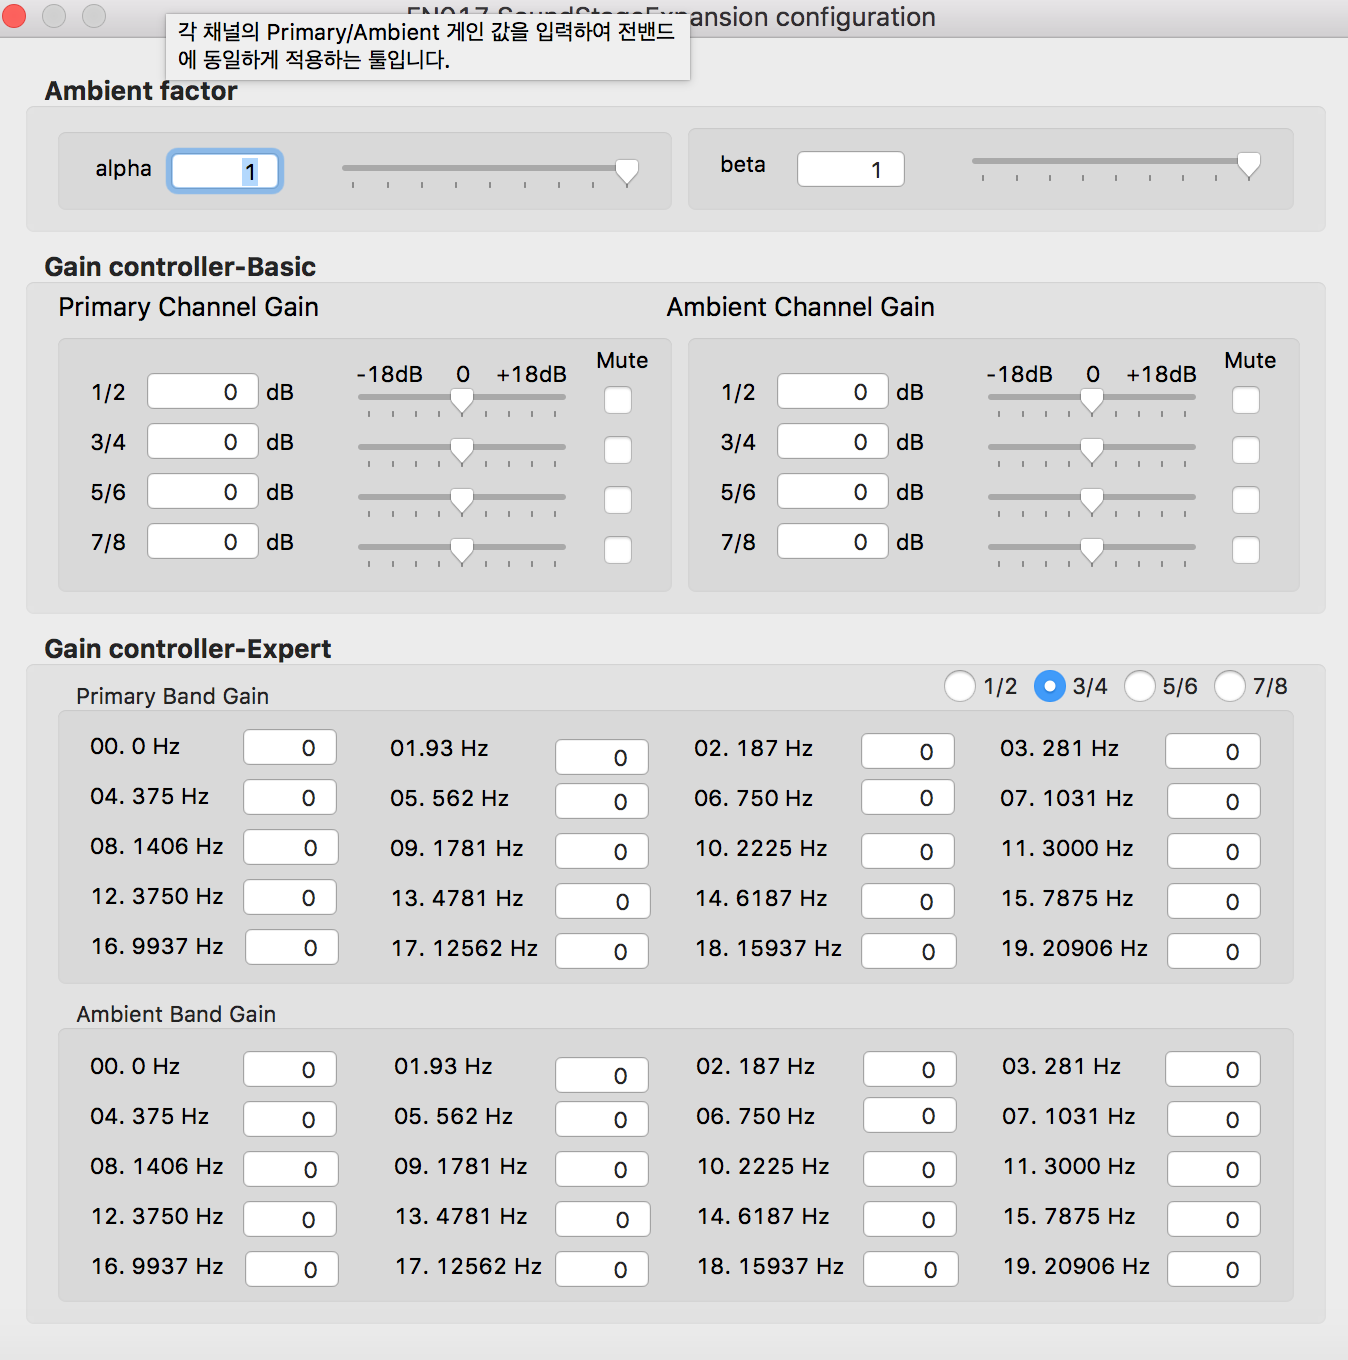 SoundStageExpansion configuration
각 채널의 Primary/Ambient 게인 값을 입력하여 전밴드
에 동일하게 적용하는 툴입니다.
Ambient factor
alpha 1
beta 1
Gain controller-Basic
Primary Channel Gain
-18dB 0 +18dB Mute
1/2 0 dB
3/4 0 dB
5/6 0 dB
7/8 0 dB
Ambient Channel Gain
-18dB 0 +18dB Mute
1/2 0 dB
3/4 0 dB
5/6 0 dB
7/8 0 dB
Gain controller-Expert
1/2 3/4 5/6 7/8
Primary Band Gain
00. 0 Hz 0 01.93 Hz 0 02. 187 Hz 0 03. 281 Hz 0
04. 375 Hz 0 05. 562 Hz 0 06. 750 Hz 0 07. 1031 Hz 0
08. 1406 Hz 0 09. 1781 Hz 0 10. 2225 Hz 0 11. 3000 Hz 0
12. 3750 Hz 0 13. 4781 Hz 0 14. 6187 Hz 0 15. 7875 Hz 0
16. 9937 Hz 0 17. 12562 Hz 0 18. 15937 Hz 0 19. 20906 Hz 0
Ambient Band Gain
00. 0 Hz 0 01.93 Hz 0 02. 187 Hz 0 03. 281 Hz 0
04. 375 Hz 0 05. 562 Hz 0 06. 750 Hz 0 07. 1031 Hz 0
08. 1406 Hz 0 09. 1781 Hz 0 10. 2225 Hz 0 11. 3000 Hz 0
12. 3750 Hz 0 13. 4781 Hz 0 14. 6187 Hz 0 15. 7875 Hz 0
16. 9937 Hz 0 17. 12562 Hz 0 18. 15937 Hz 0 19. 20906 Hz 0